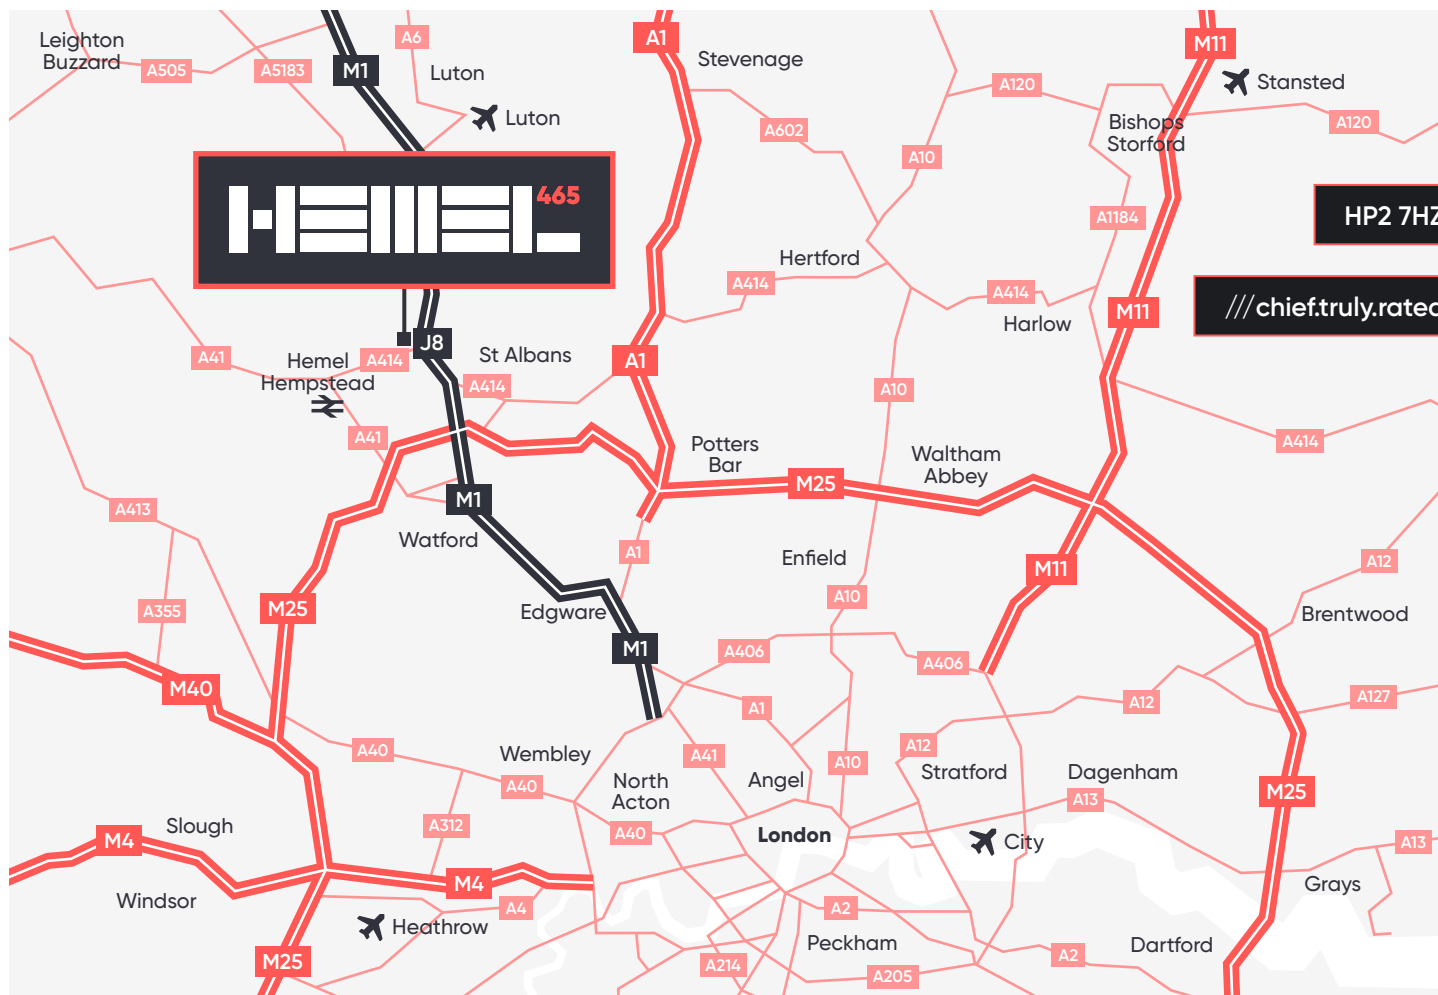 Leighton
Buzzard
A505
A5183
M1
A6
Luton
Luton
A1
Stevenage
A602
A10
A120
M11
Stansted
A120
Bishops
Storford
A1184
465
HP2 7HZ
Hertford
A414
A414
Harlow
M11
///chief.truly.rated
J8
A41
Hemel
Hempstead
A414
St Albans
A414
A1
A10
A41
Potters
Bar
M25
Waltham
Abbey
A414
A413
M1
Watford
A1
Enfield
M11
A12
A355
M25
Edgware
A10
Brentwood
M1
A406
A406
M40
A1
A12
A127
A40
Wembley
A41
A10
A12
A40
North
Acton
Angel
Stratford
Dagenham
A13
M25
Slough
M4
A312
A40
London
City
A13
Windsor
M4
A4
Grays
Heathrow
A2
M25
A214
Peckham
A205
A2
Dartford